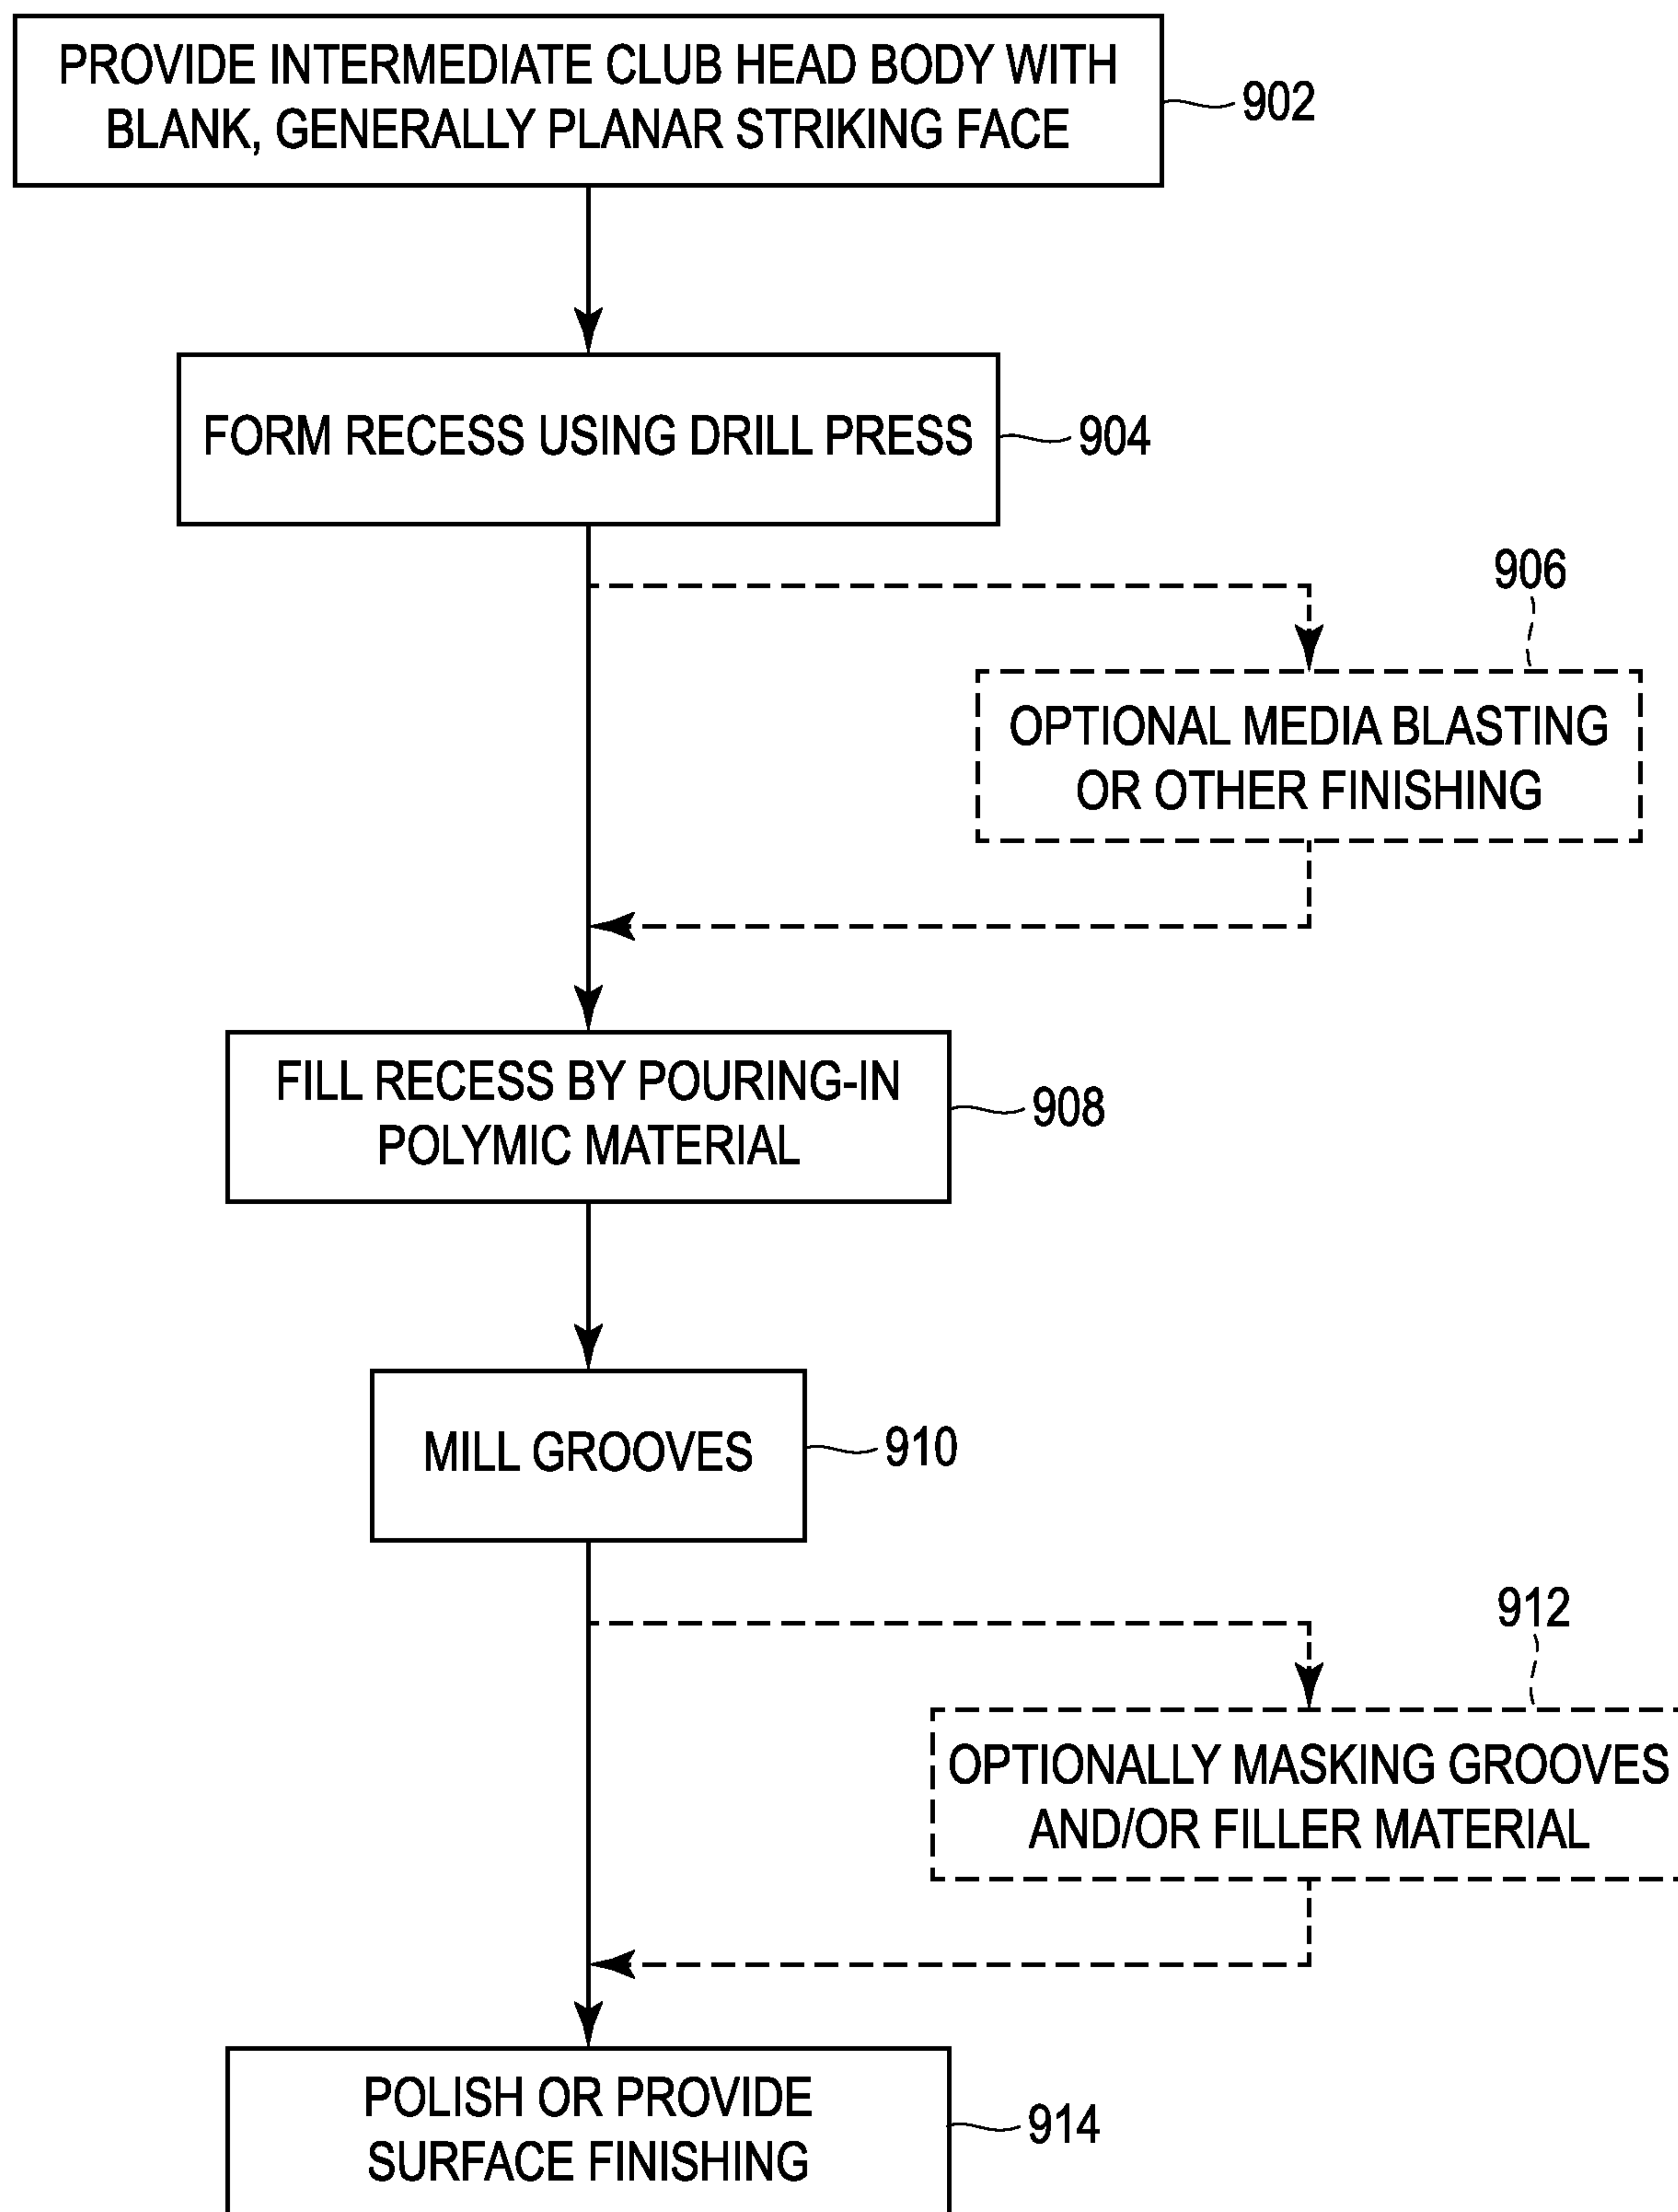 PROVIDE INTERMEDIATE CLUB HEAD BODY WITH
BLANK, GENERALLY PLANAR STRIKING FACE
902
FORM RECESS USING DRILL PRESS
904
906
OPTIONAL MEDIA BLASTING
OR OTHER FINISHING
FILL RECESS BY POURING-IN
POLYMIC MATERIAL
908
MILL GROOVES
910
912
OPTIONALLY MASKING GROOVES
AND/OR FILLER MATERIAL
POLISH OR PROVIDE
SURFACE FINISHING
914